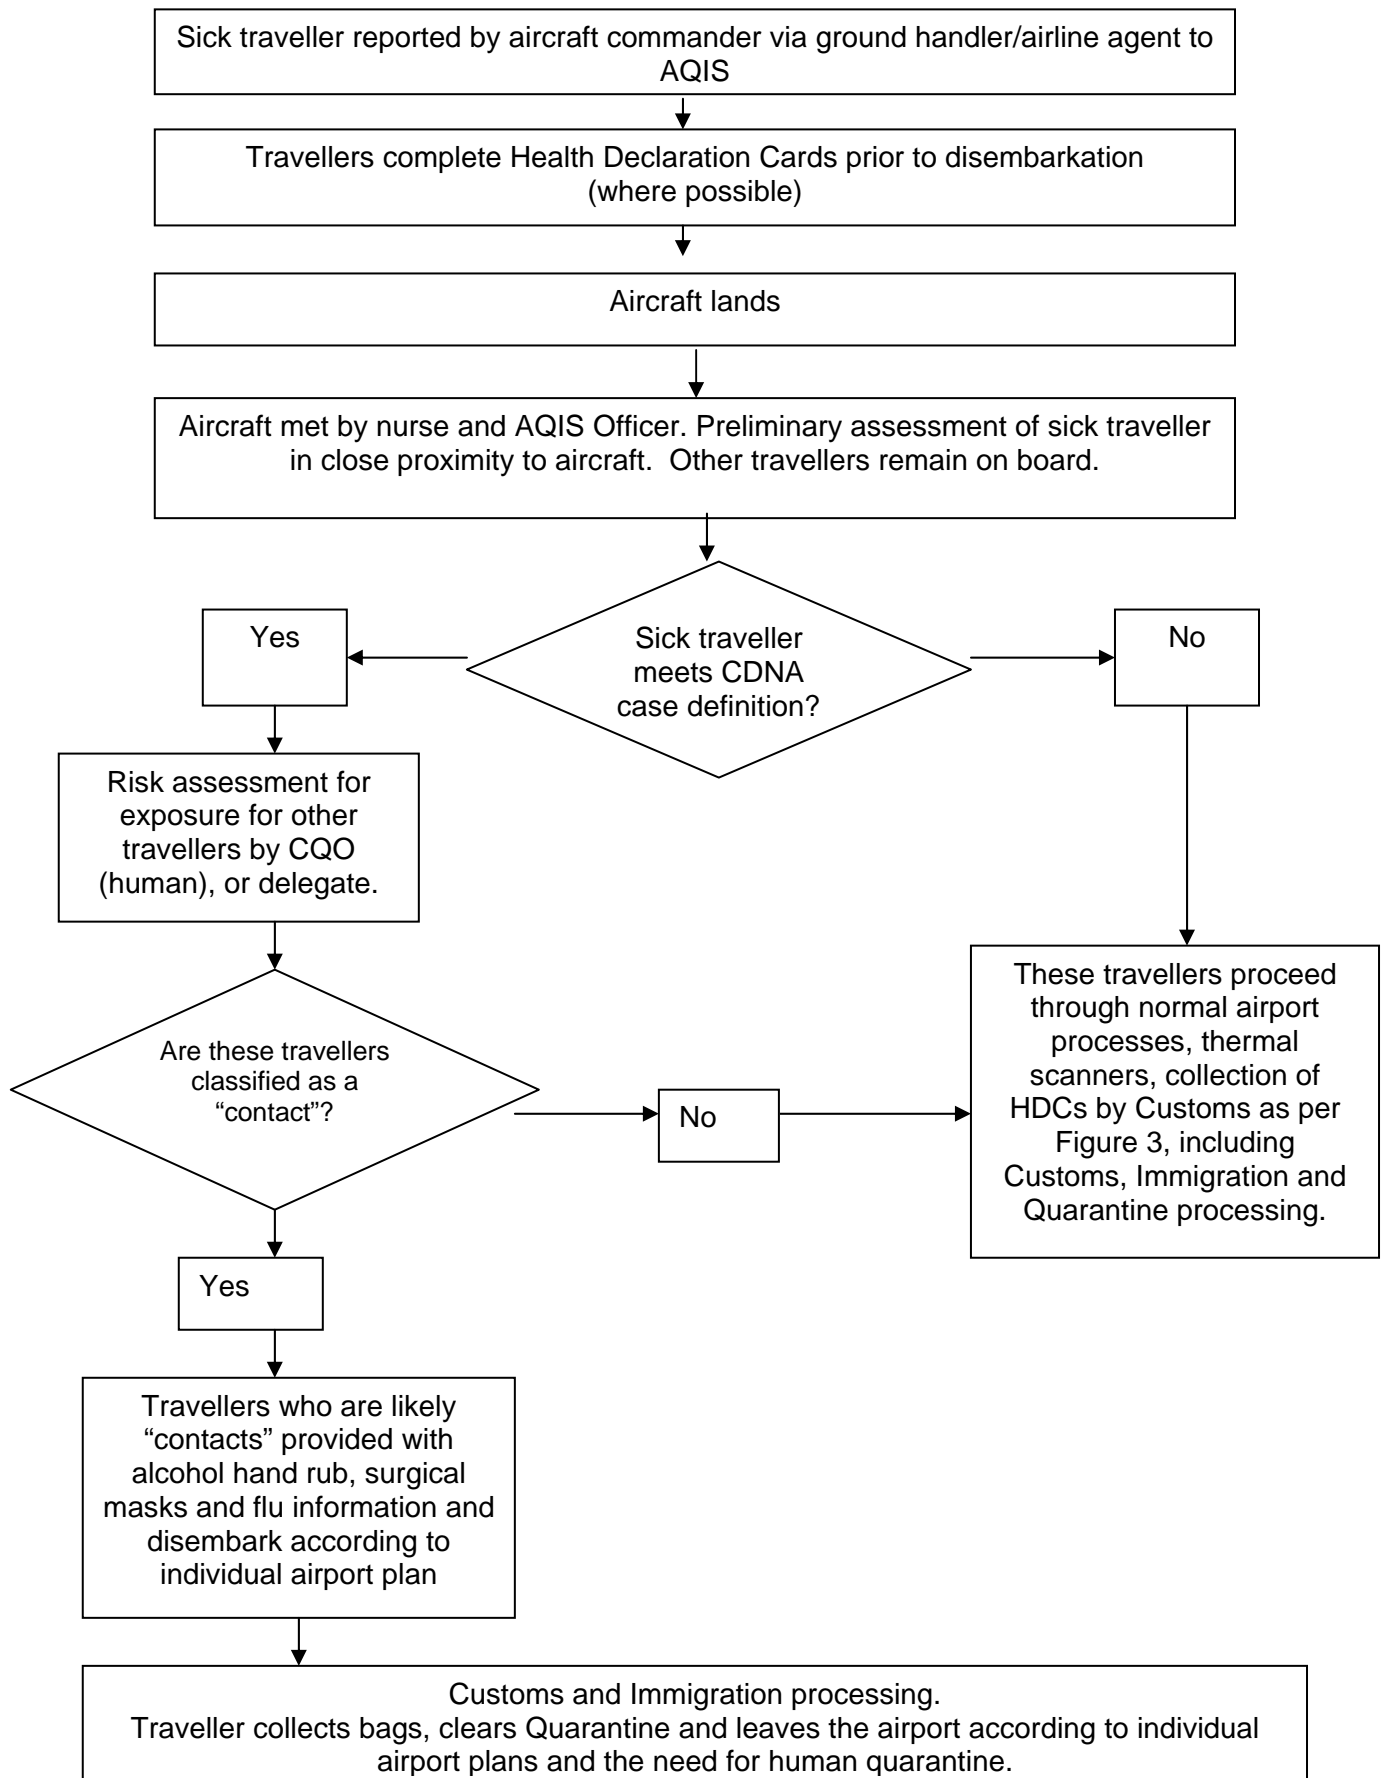 Sick traveller reported by aircraft commander via ground handler/airline agent to
AQIS
Travellers complete Health Declaration Cards prior to disembarkation
(where possible)
Aircraft lands
Aircraft met by nurse and AQIS Officer. Preliminary assessment of sick traveller
in close proximity to aircraft.  Other travellers remain on board.
Yes
Sick traveller
meets CDNA
case definition?
No
Risk assessment for
exposure for other
travellers by CQO
(human), or delegate.
Are these travellers
classified as a
“contact”?
No
These travellers proceed
through normal airport
processes, thermal
scanners, collection of
HDCs by Customs as per
Figure 3, including
Customs, Immigration and
Quarantine processing.
Yes
Travellers who are likely
“contacts” provided with
alcohol hand rub, surgical
masks and flu information and
disembark according to
individual airport plan
Customs and Immigration processing.
Traveller collects bags, clears Quarantine and leaves the airport according to individual
airport plans and the need for human quarantine.